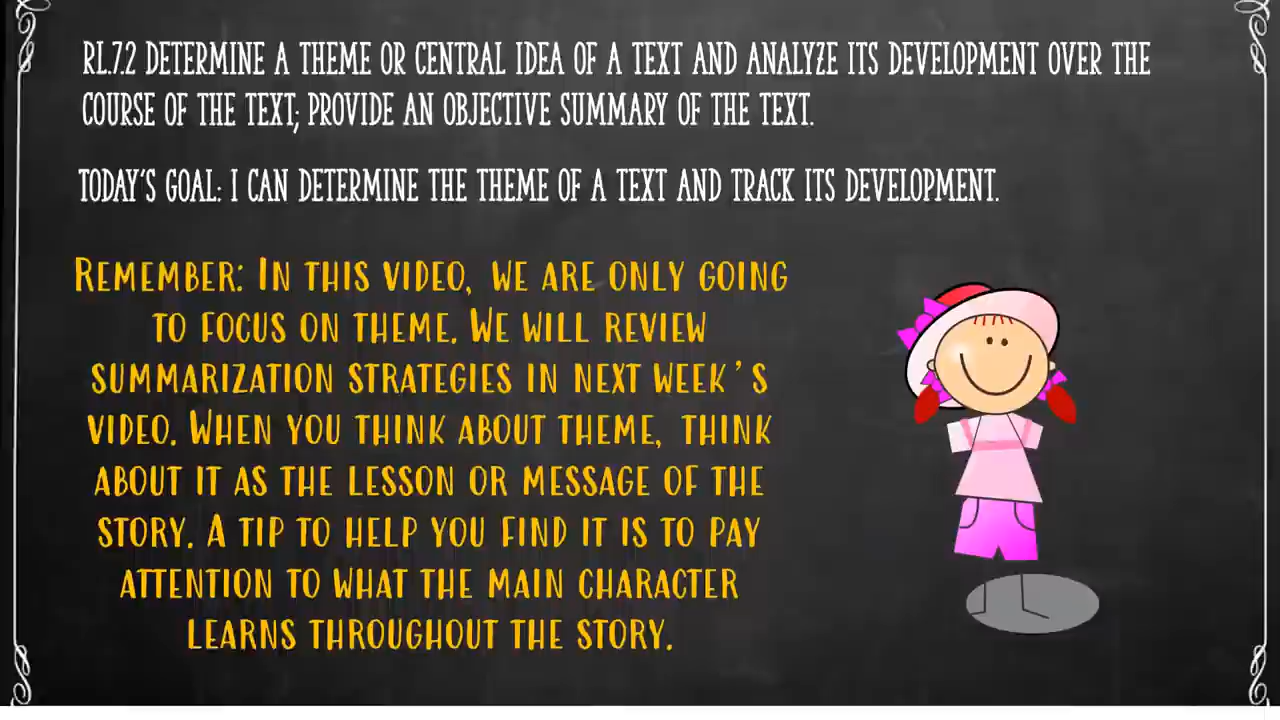 RL.7.2 DETERMINE A THEME OR CENTRAL IDEA OF A TEXT AND ANALYZE ITS DEVELOPMENT OVER THE
COURSE OF THE TEXT; PROVIDE AN OBJECTIVE SUMMARY OF THE TEXT.
TODAY'S GOAL: I CAN DETERMINE THE THEME OF A TEXT AND TRACK ITS DEVELOPMENT.
REMEMBER: IN THIS VIDEO, WE ARE ONLY GOING
TO FOCUS ON THEME. WE WILL REVIEW
SUMMARIZATION STRATEGIES IN NEXT WEEK'S
VIDEO. WHEN YOU THINK ABOUT THEME, THINK
ABOUT IT AS THE LESSON OR MESSAGE OF THE
STORY. A TIP TO HELP YOU FIND IT IS TO PAY
ATTENTION TO WHAT THE MAIN CHARACTER
LEARNS THROUGHOUT THE STORY.